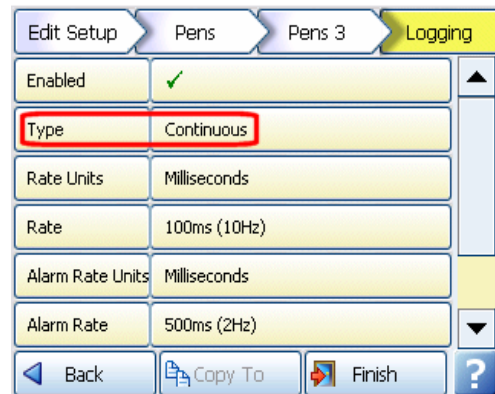 Edit Setup Pens Pens 3 Logging
Enabled
Type Continuous
Rate Units Milliseconds
Rate 100ms (10Hz)
Alarm Rate Units Milliseconds
Alarm Rate 500ms (2Hz)
Back Copy To Finish ?